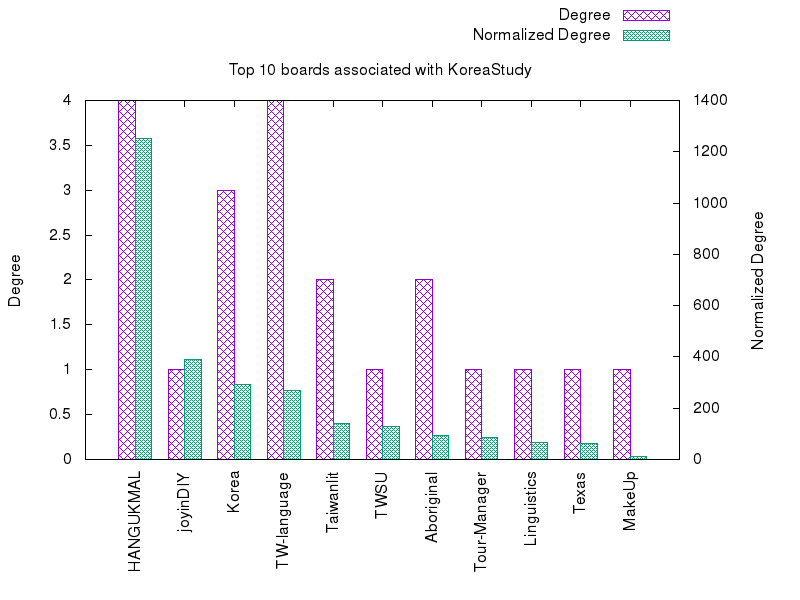 Degree
Normalized Degree
Top 10 boards associated with KoreaStudy
4
3.5
3
2.5
2
1.5
1
0.5
0
Degree
1400
1200
1000
800
600
400
200
0
Normalized Degree
HANGUKMAL
joyinDIY
Korea
TW-language
Taiwanlit
TWSU
Aboriginal
Tour-Manager
Linguistics
Texas
MakeUp